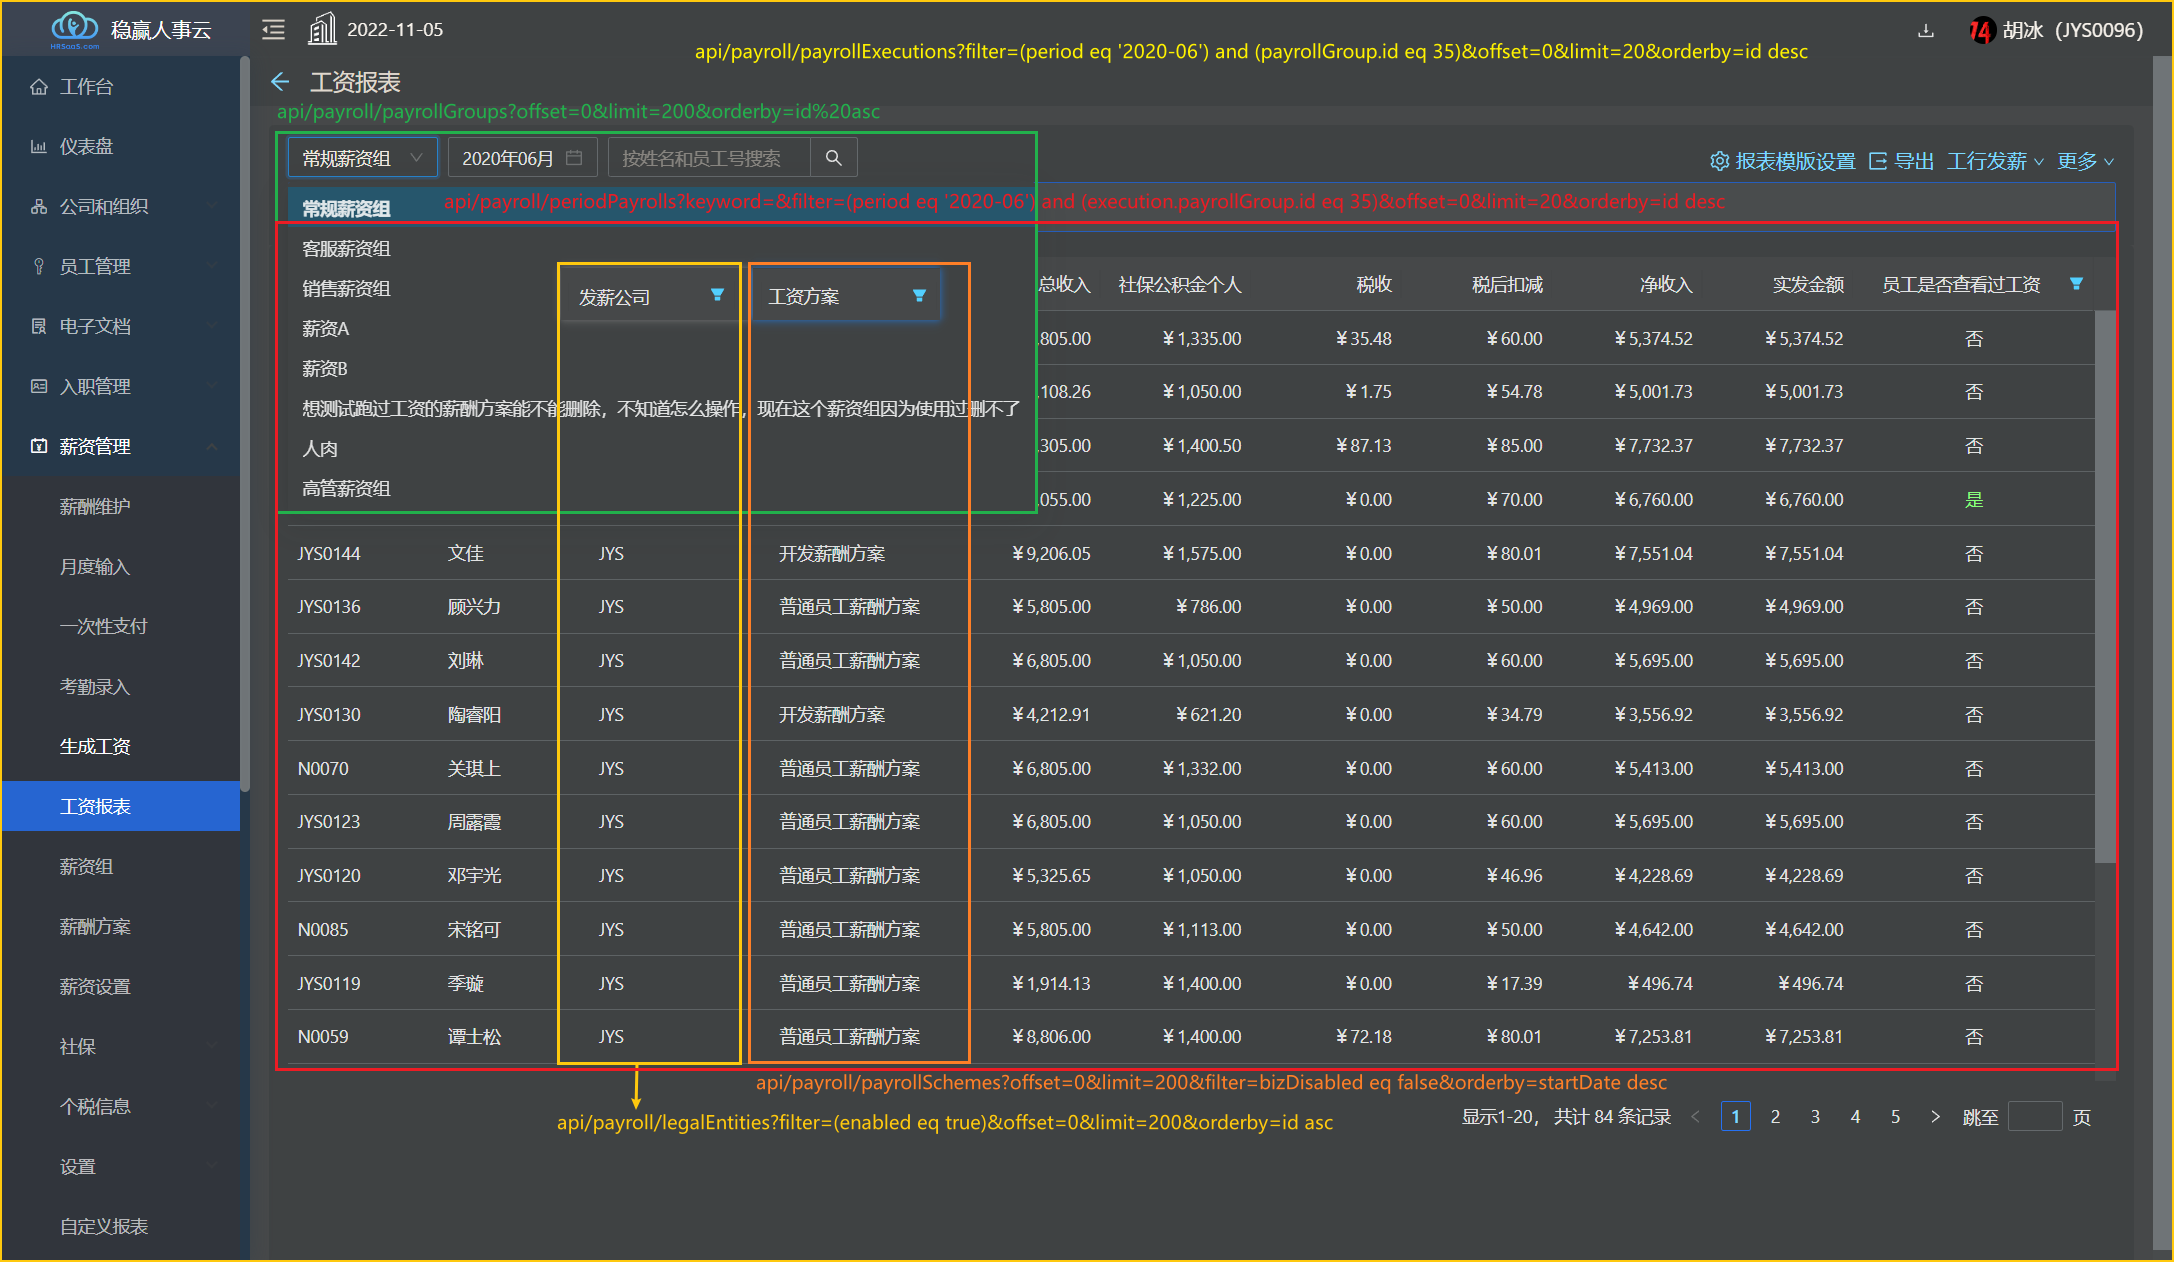 稳赢人事云
HRSaaS.com
2022-11-05
胡冰（JYS0096）
api/payroll/payrollExecutions?filter=(period eq '2020-06') and (payrollGroup.id eq 35)&offset=0&limit=20&orderby=id desc
工资报表
api/payroll/payrollGroups?offset=0&limit=200&orderby=id%20asc
常规薪资组 2020年06月 按姓名和员工号搜索
报表模版设置 导出 工行发薪 更多
常规薪资组
api/payroll/periodPayrolls?keyword=&filter=(period eq '2020-06') and (execution.payrollGroup.id eq 35)&offset=0&limit=20&orderby=id desc
客服薪资组
销售薪资组
薪资A
薪资B
想测试跑过工资的薪酬方案能不能删除，不知道怎么操作，现在这个薪资组因为使用过删不了
人肉
高管薪资组
发薪公司 工资方案 总收入 社保公积金个人 税收 税后扣减 净收入 实发金额 员工是否查看过工资
,805.00 ¥1,335.00 ¥35.48 ¥60.00 ¥5,374.52 ¥5,374.52 否
,108.26 ¥1,050.00 ¥1.75 ¥54.78 ¥5,001.73 ¥5,001.73 否
,305.00 ¥1,400.50 ¥87.13 ¥85.00 ¥7,732.37 ¥7,732.37 否
,055.00 ¥1,225.00 ¥0.00 ¥70.00 ¥6,760.00 ¥6,760.00 是
JYS0144 文佳 JYS 开发薪酬方案 ¥9,206.05 ¥1,575.00 ¥0.00 ¥80.01 ¥7,551.04 ¥7,551.04 否
JYS0136 顾兴力 JYS 普通员工薪酬方案 ¥5,805.00 ¥786.00 ¥0.00 ¥50.00 ¥4,969.00 ¥4,969.00 否
JYS0142 刘琳 JYS 普通员工薪酬方案 ¥6,805.00 ¥1,050.00 ¥0.00 ¥60.00 ¥5,695.00 ¥5,695.00 否
JYS0130 陶睿阳 JYS 开发薪酬方案 ¥4,212.91 ¥621.20 ¥0.00 ¥34.79 ¥3,556.92 ¥3,556.92 否
N0070 关琪上 JYS 普通员工薪酬方案 ¥6,805.00 ¥1,332.00 ¥0.00 ¥60.00 ¥5,413.00 ¥5,413.00 否
JYS0123 周露霞 JYS 普通员工薪酬方案 ¥6,805.00 ¥1,050.00 ¥0.00 ¥60.00 ¥5,695.00 ¥5,695.00 否
JYS0120 邓宇光 JYS 普通员工薪酬方案 ¥5,325.65 ¥1,050.00 ¥0.00 ¥46.96 ¥4,228.69 ¥4,228.69 否
N0085 宋铭可 JYS 普通员工薪酬方案 ¥5,805.00 ¥1,113.00 ¥0.00 ¥50.00 ¥4,642.00 ¥4,642.00 否
JYS0119 季璇 JYS 普通员工薪酬方案 ¥1,914.13 ¥1,400.00 ¥0.00 ¥17.39 ¥496.74 ¥496.74 否
N0059 谭士松 JYS 普通员工薪酬方案 ¥8,806.00 ¥1,400.00 ¥72.18 ¥80.01 ¥7,253.81 ¥7,253.81 否
api/payroll/payrollSchemes?offset=0&limit=200&filter=bizDisabled eq false&orderby=startDate desc
api/payroll/legalEntities?filter=(enabled eq true)&offset=0&limit=200&orderby=id asc
显示1-20，共计 84 条记录 < 1 2 3 4 5 > 跳至 页
工作台
仪表盘
公司和组织
员工管理
电子文档
入职管理
薪资管理
薪酬维护
月度输入
一次性支付
考勤录入
生成工资
工资报表
薪资组
薪酬方案
薪资设置
社保
个税信息
设置
自定义报表